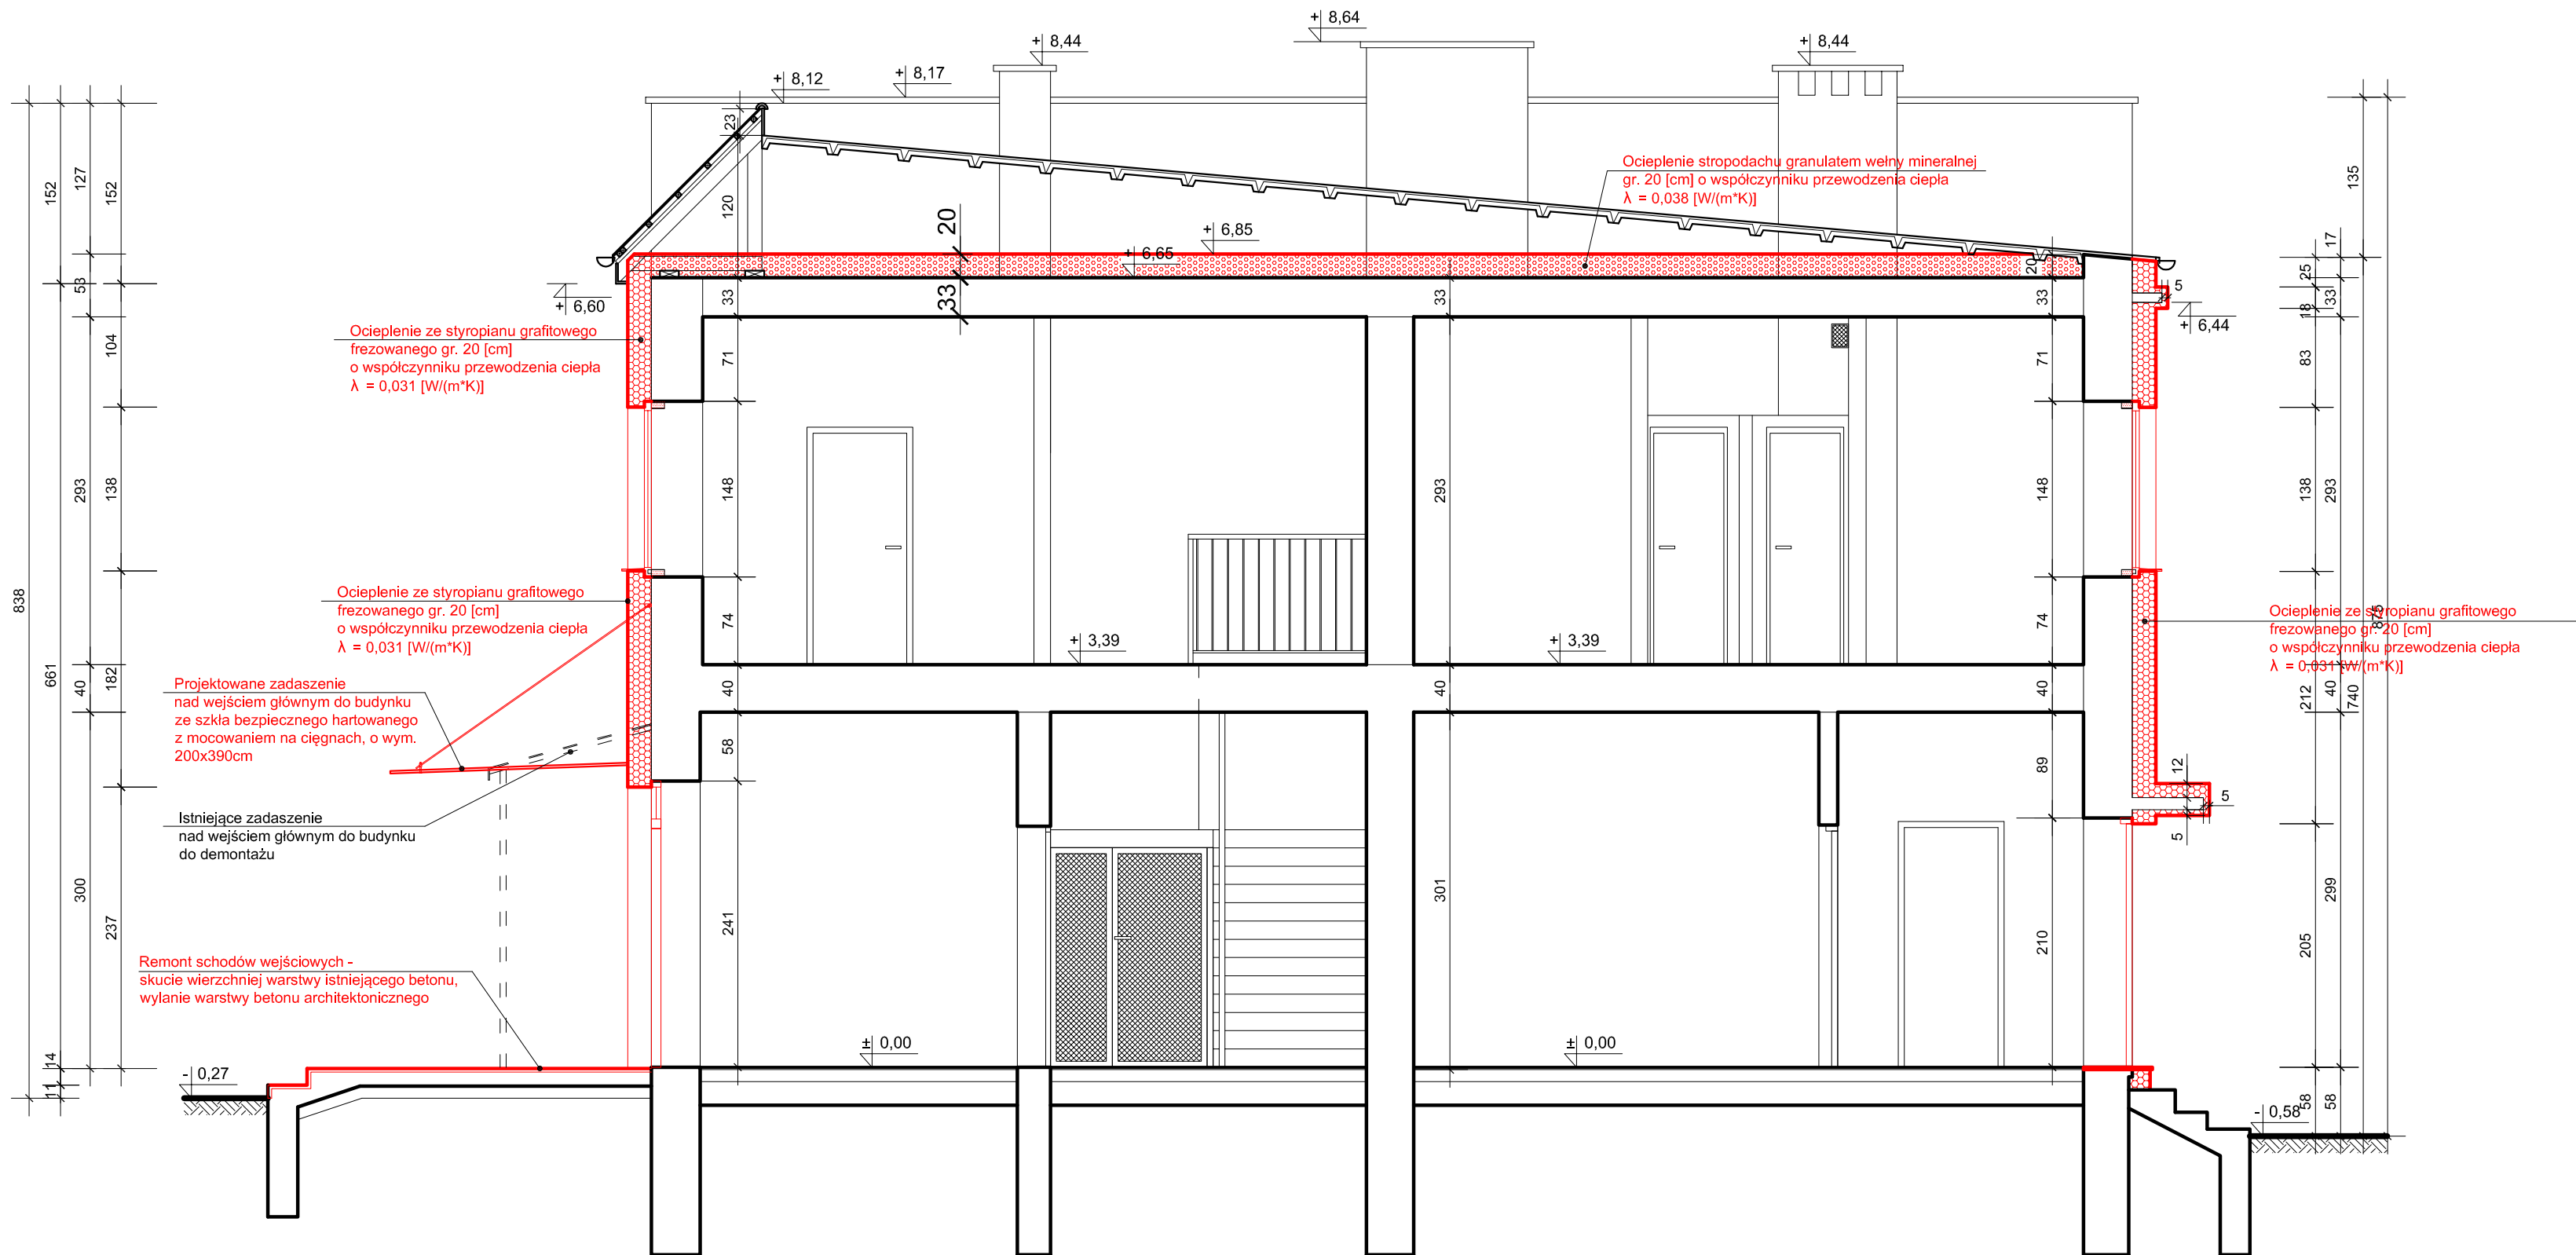 + 8,64
+ 8,44
+ 8,44
+ 8,12
+ 8,17
23
127
152
152
135
120
20
Ocieplenie stropodachu granulatem wełny mineralnej
gr. 20 [cm] o współczynniku przewodzenia ciepła
λ = 0,038 [W/(m*K)]
+ 6,85
+ 6,65
17
20
25
5
53
33
33
33
33
33
18
+ 6,60
+ 6,44
Ocieplenie ze styropianu grafitowego
frezowanego gr. 20 [cm]
o współczynniku przewodzenia ciepła
λ = 0,031 [W/(m*K)]
104
71
71
83
293
138
148
293
148
138
293
838
661
Ocieplenie ze styropianu grafitowego
frezowanego gr. 20 [cm]
o współczynniku przewodzenia ciepła
λ = 0,031 [W/(m*K)]
74
+ 3,39
+ 3,39
74
875
Ocieplenie ze styropianu grafitowego
frezowanego gr. 20 [cm]
o współczynniku przewodzenia ciepła
λ = 0,031 [W/(m*K)]
40
182
40
40
40
212
40
740
Projektowane zadaszenie
nad wejściem głównym do budynku
ze szkła bezpiecznego hartowanego
z mocowaniem na cięgnach, o wym.
200x390cm
58
89
12
5
5
Istniejące zadaszenie
nad wejściem głównym do budynku
do demontażu
300
237
241
301
210
205
299
Remont schodów wejściowych -
skucie wierzchniej warstwy istniejącego betonu,
wylanie warstwy betonu architektonicznego
± 0,00
± 0,00
14
11
- 0,27
58
58
- 0,58